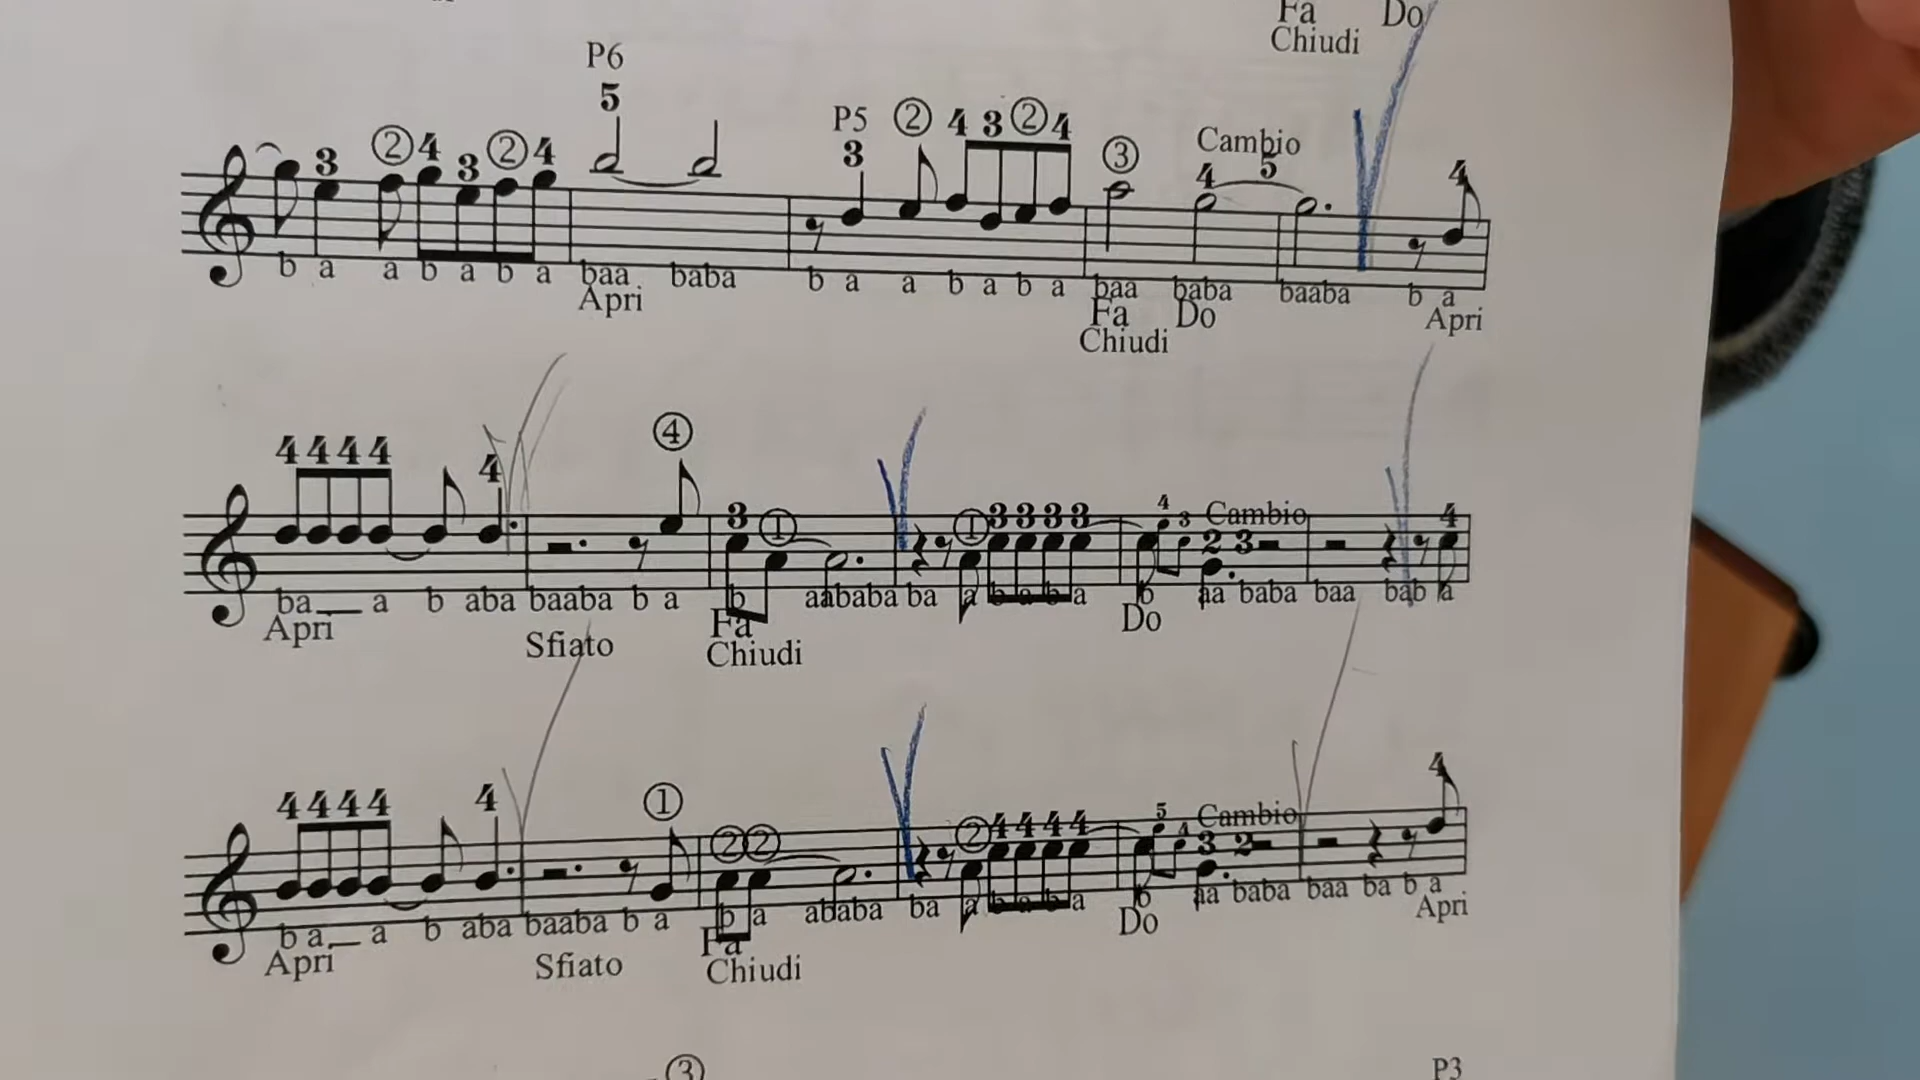 Fa Do
Chiudi
P6
5
P5 ② 4 3 ② 4
3 ② 4 3 ② 4 3 ③ Cambio
4 5 4
b a a b a b a baa baba b a a b a b a baa baba baaba b a
Apri Fa Do Apri
Chiudi
④
4 4 4 4 4
3 ① ① 3 3 3 3 4 3 Cambio 4
2 3
ba__ a b aba baaba b a b aababa ba a b a b a b aa baba baa bab a
Apri Sfiato Fa Do
Chiudi
4 4 4 4 4 ① 4
② ② ② 4 4 4 4 5 4 Cambio
3 2
b a__ a b aba baaba b a b a ababa ba a b a b a b aa baba baa ba b a
Apri Sfiato Fa Do Apri
Chiudi
③ P3